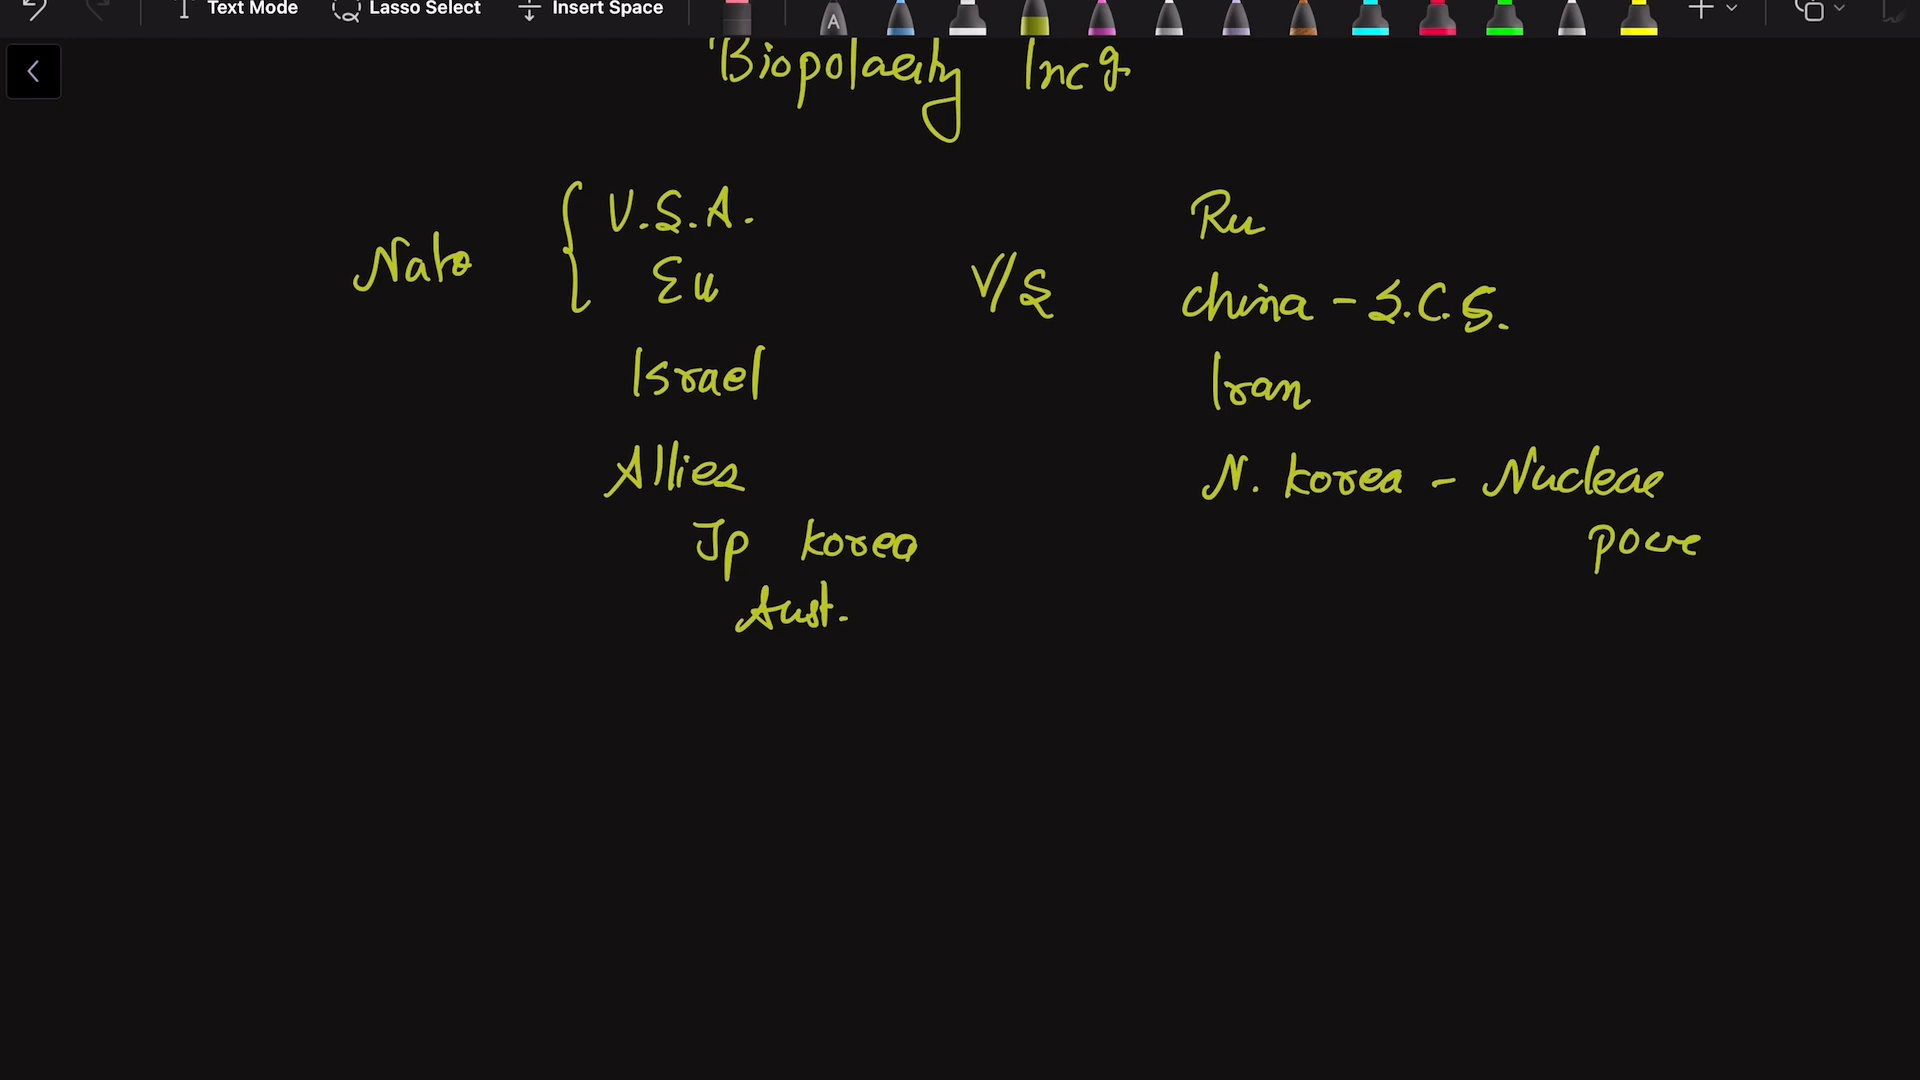 Text Mode Lasso Select Insert Space
A
Biopolarity Incg
Nato { U.S.A.
Eu
V/S
Israel
Allies
Jp Korea
Aust.
Ru
China - S.C.S.
Iran
N. Korea - Nuclear
power